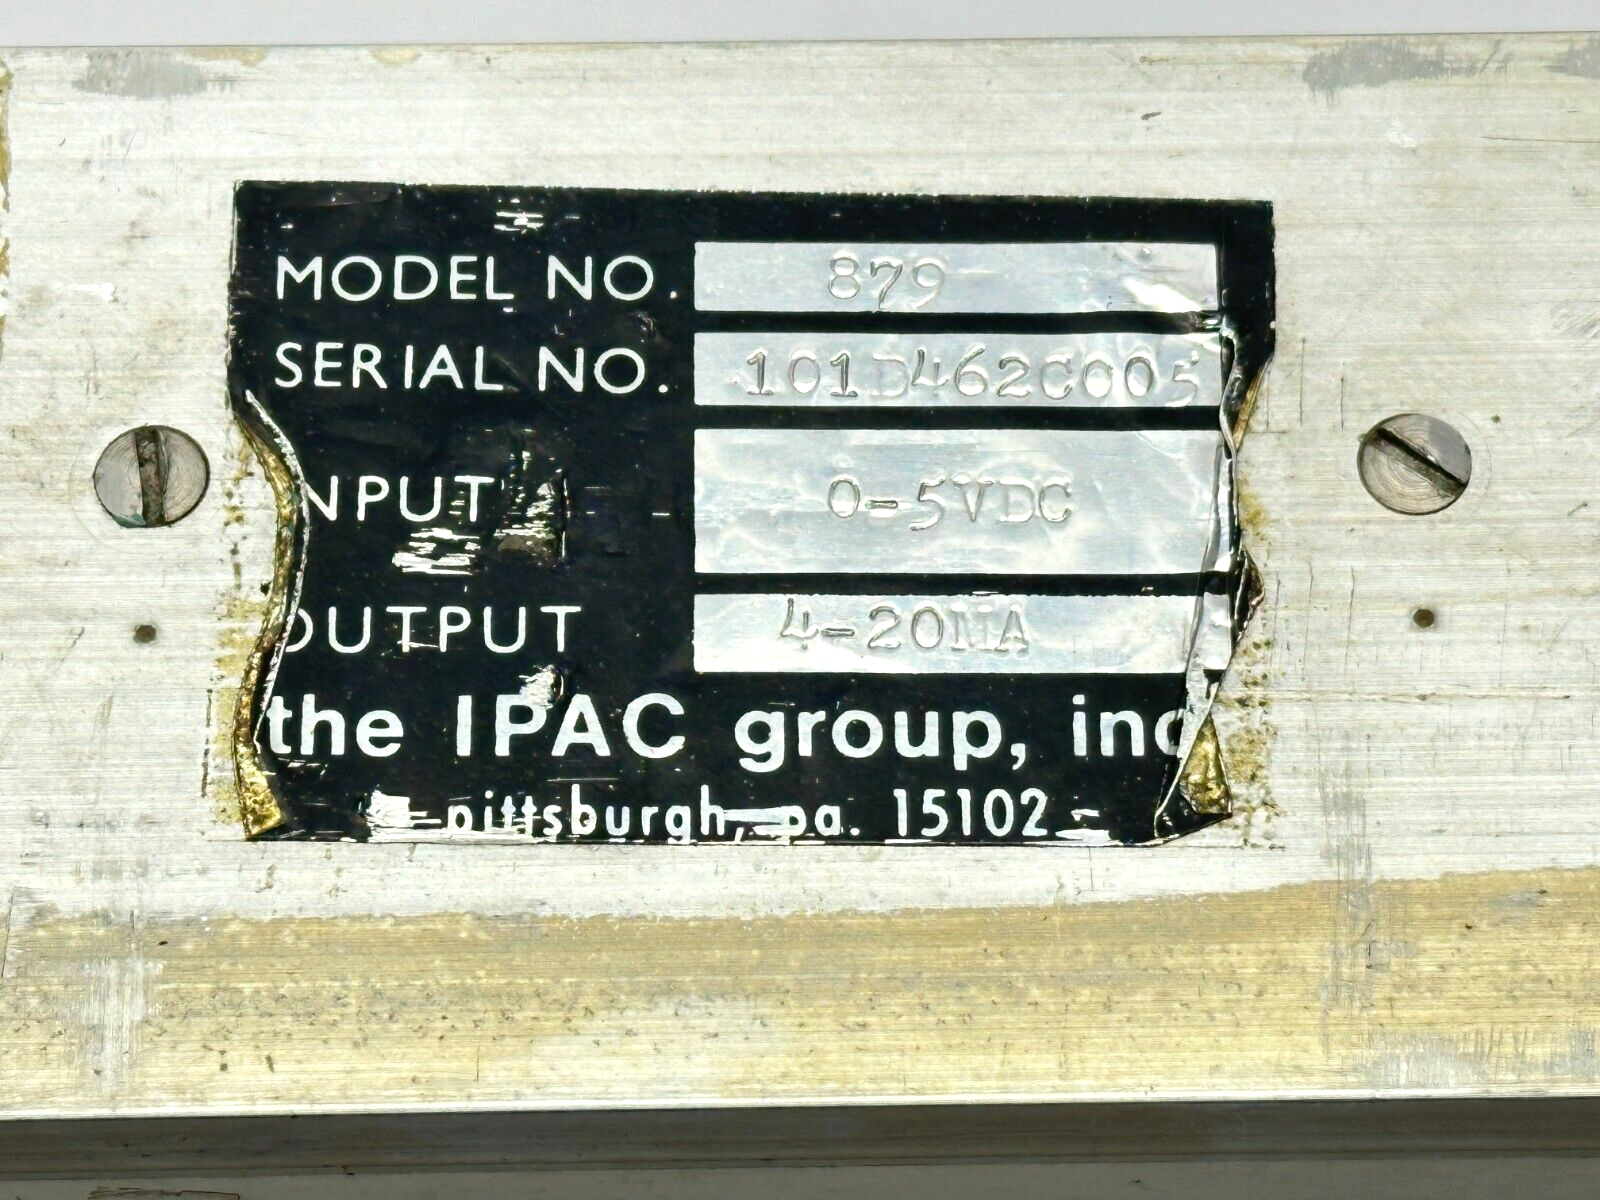 MODEL NO. 879
SERIAL NO. 101D462C005
INPUT 0-5VDC
OUTPUT 4-20MA
the IPAC group, inc
pittsburgh, pa. 15102